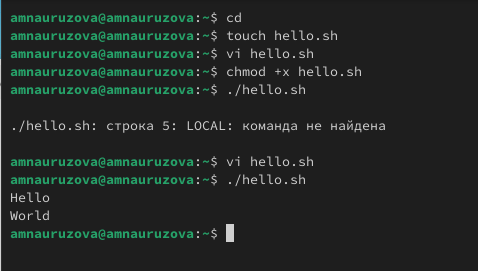 amnauruzova@amnauruzova:~$ cd
amnauruzova@amnauruzova:~$ touch hello.sh
amnauruzova@amnauruzova:~$ vi hello.sh
amnauruzova@amnauruzova:~$ chmod +x hello.sh
amnauruzova@amnauruzova:~$ ./hello.sh
./hello.sh: строка 5: LOCAL: команда не найдена
amnauruzova@amnauruzova:~$ vi hello.sh
amnauruzova@amnauruzova:~$ ./hello.sh
Hello
World
amnauruzova@amnauruzova:~$